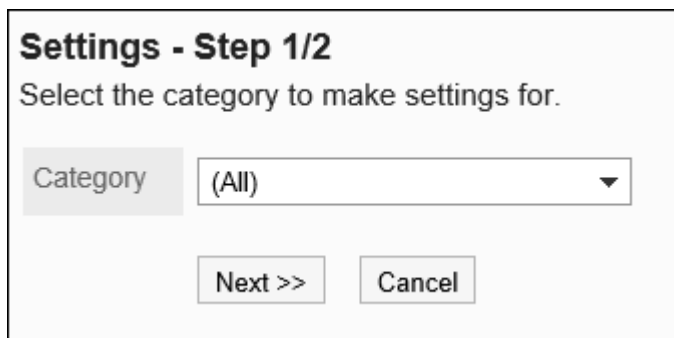 Settings - Step 1/2
Select the category to make settings for.
Category (All)
Next >> Cancel